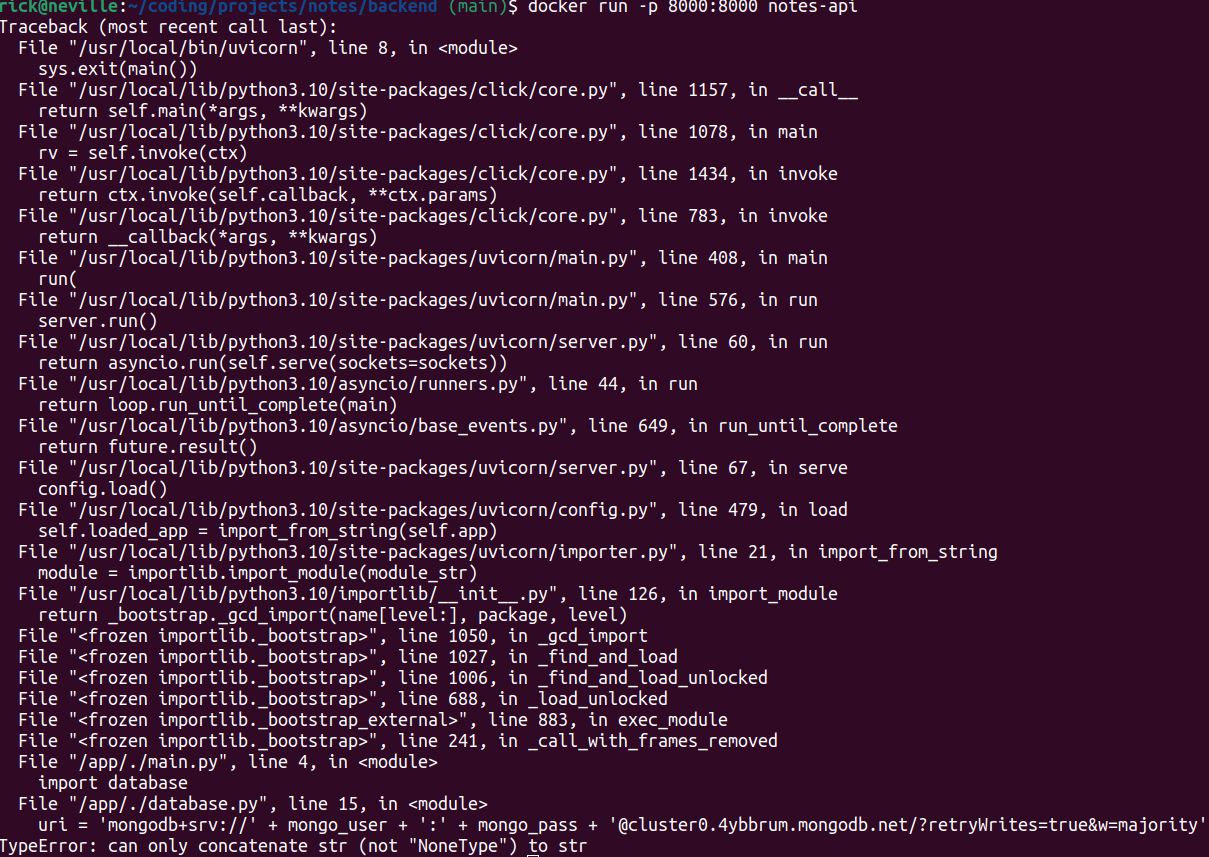 rick@neville:~/coding/projects/notes/backend (main)$ docker run -p 8000:8000 notes-api
Traceback (most recent call last):
  File "/usr/local/bin/uvicorn", line 8, in <module>
    sys.exit(main())
  File "/usr/local/lib/python3.10/site-packages/click/core.py", line 1157, in __call__
    return self.main(*args, **kwargs)
  File "/usr/local/lib/python3.10/site-packages/click/core.py", line 1078, in main
    rv = self.invoke(ctx)
  File "/usr/local/lib/python3.10/site-packages/click/core.py", line 1434, in invoke
    return ctx.invoke(self.callback, **ctx.params)
  File "/usr/local/lib/python3.10/site-packages/click/core.py", line 783, in invoke
    return __callback(*args, **kwargs)
  File "/usr/local/lib/python3.10/site-packages/uvicorn/main.py", line 408, in main
    run(
  File "/usr/local/lib/python3.10/site-packages/uvicorn/main.py", line 576, in run
    server.run()
  File "/usr/local/lib/python3.10/site-packages/uvicorn/server.py", line 60, in run
    return asyncio.run(self.serve(sockets=sockets))
  File "/usr/local/lib/python3.10/asyncio/runners.py", line 44, in run
    return loop.run_until_complete(main)
  File "/usr/local/lib/python3.10/asyncio/base_events.py", line 649, in run_until_complete
    return future.result()
  File "/usr/local/lib/python3.10/site-packages/uvicorn/server.py", line 67, in serve
    config.load()
  File "/usr/local/lib/python3.10/site-packages/uvicorn/config.py", line 479, in load
    self.loaded_app = import_from_string(self.app)
  File "/usr/local/lib/python3.10/site-packages/uvicorn/importer.py", line 21, in import_from_string
    module = importlib.import_module(module_str)
  File "/usr/local/lib/python3.10/importlib/__init__.py", line 126, in import_module
    return _bootstrap._gcd_import(name[level:], package, level)
  File "<frozen importlib._bootstrap>", line 1050, in _gcd_import
  File "<frozen importlib._bootstrap>", line 1027, in _find_and_load
  File "<frozen importlib._bootstrap>", line 1006, in _find_and_load_unlocked
  File "<frozen importlib._bootstrap>", line 688, in _load_unlocked
  File "<frozen importlib._bootstrap_external>", line 883, in exec_module
  File "<frozen importlib._bootstrap>", line 241, in _call_with_frames_removed
  File "/app/./main.py", line 4, in <module>
    import database
  File "/app/./database.py", line 15, in <module>
    uri = 'mongodb+srv://' + mongo_user + ':' + mongo_pass + '@cluster0.4ybbrum.mongodb.net/?retryWrites=true&w=majority'
TypeError: can only concatenate str (not "NoneType") to str